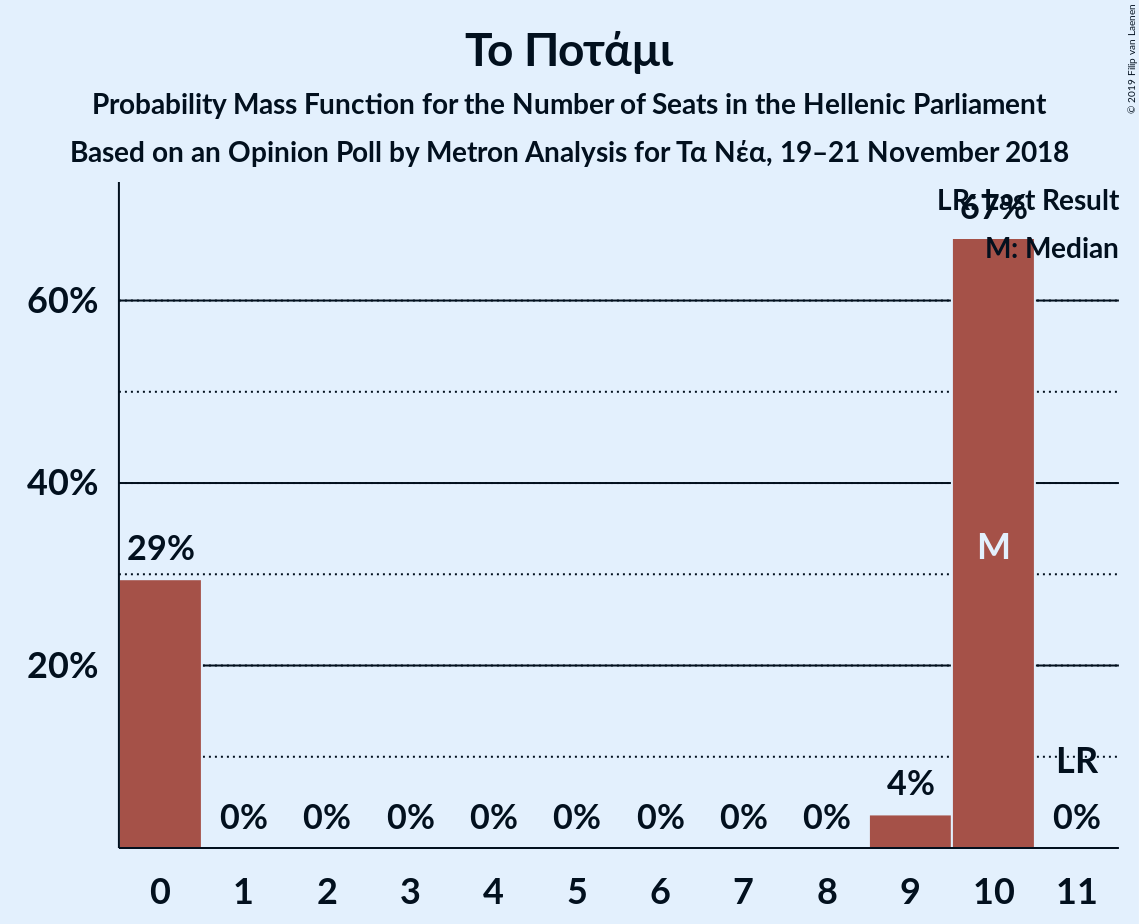 Το Ποτάμι
Probability Mass Function for the Number of Seats in the Hellenic Parliament
Based on an Opinion Poll by Metron Analysis for Τα Νέα, 19–21 November 2018
© 2019 Filip van Laenen
LR: Last Result
67%
M: Median
60%
40%
M
29%
20%
LR
4%
0% 0% 0% 0% 0% 0% 0% 0% 0%
0 1 2 3 4 5 6 7 8 9 10 11